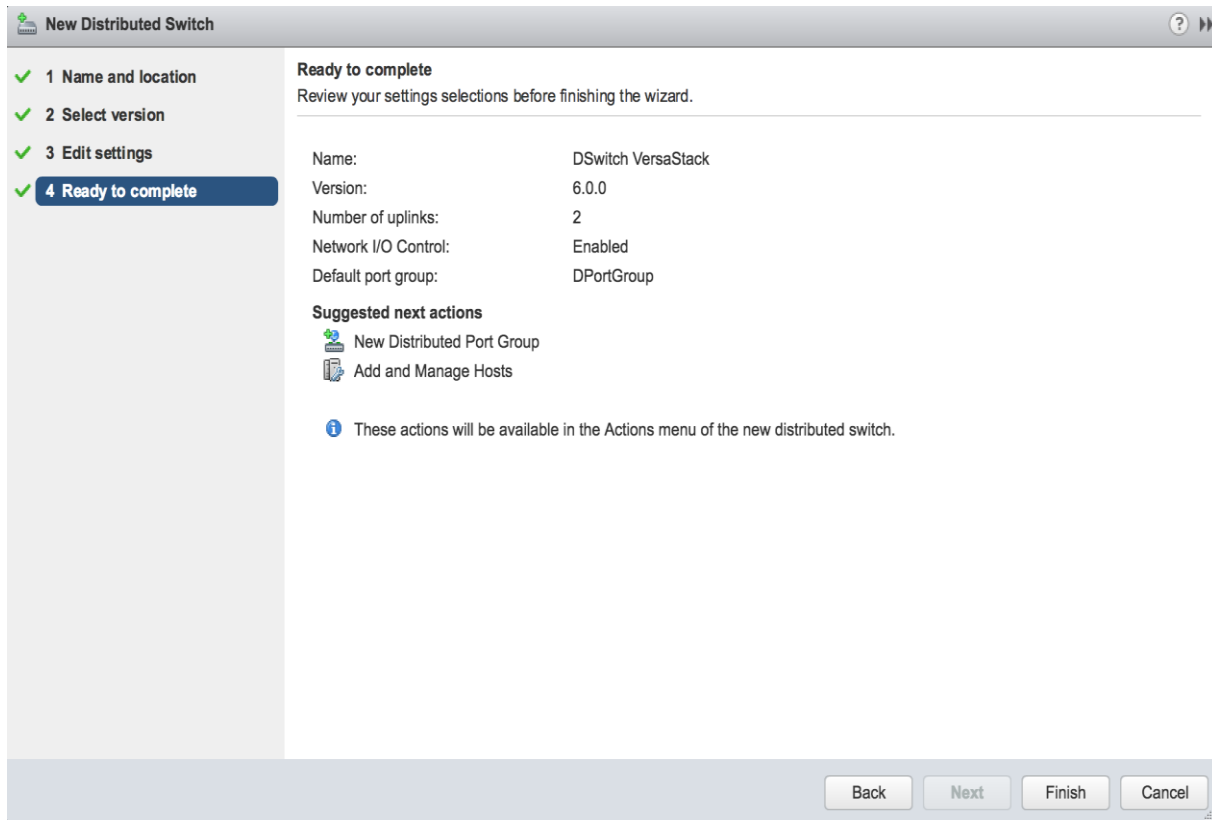 New Distributed Switch
1 Name and location
2 Select version
3 Edit settings
4 Ready to complete
Ready to complete
Review your settings selections before finishing the wizard.
Name: DSwitch VersaStack
Version: 6.0.0
Number of uplinks: 2
Network I/O Control: Enabled
Default port group: DPortGroup
Suggested next actions
New Distributed Port Group
Add and Manage Hosts
These actions will be available in the Actions menu of the new distributed switch.
Back Next Finish Cancel